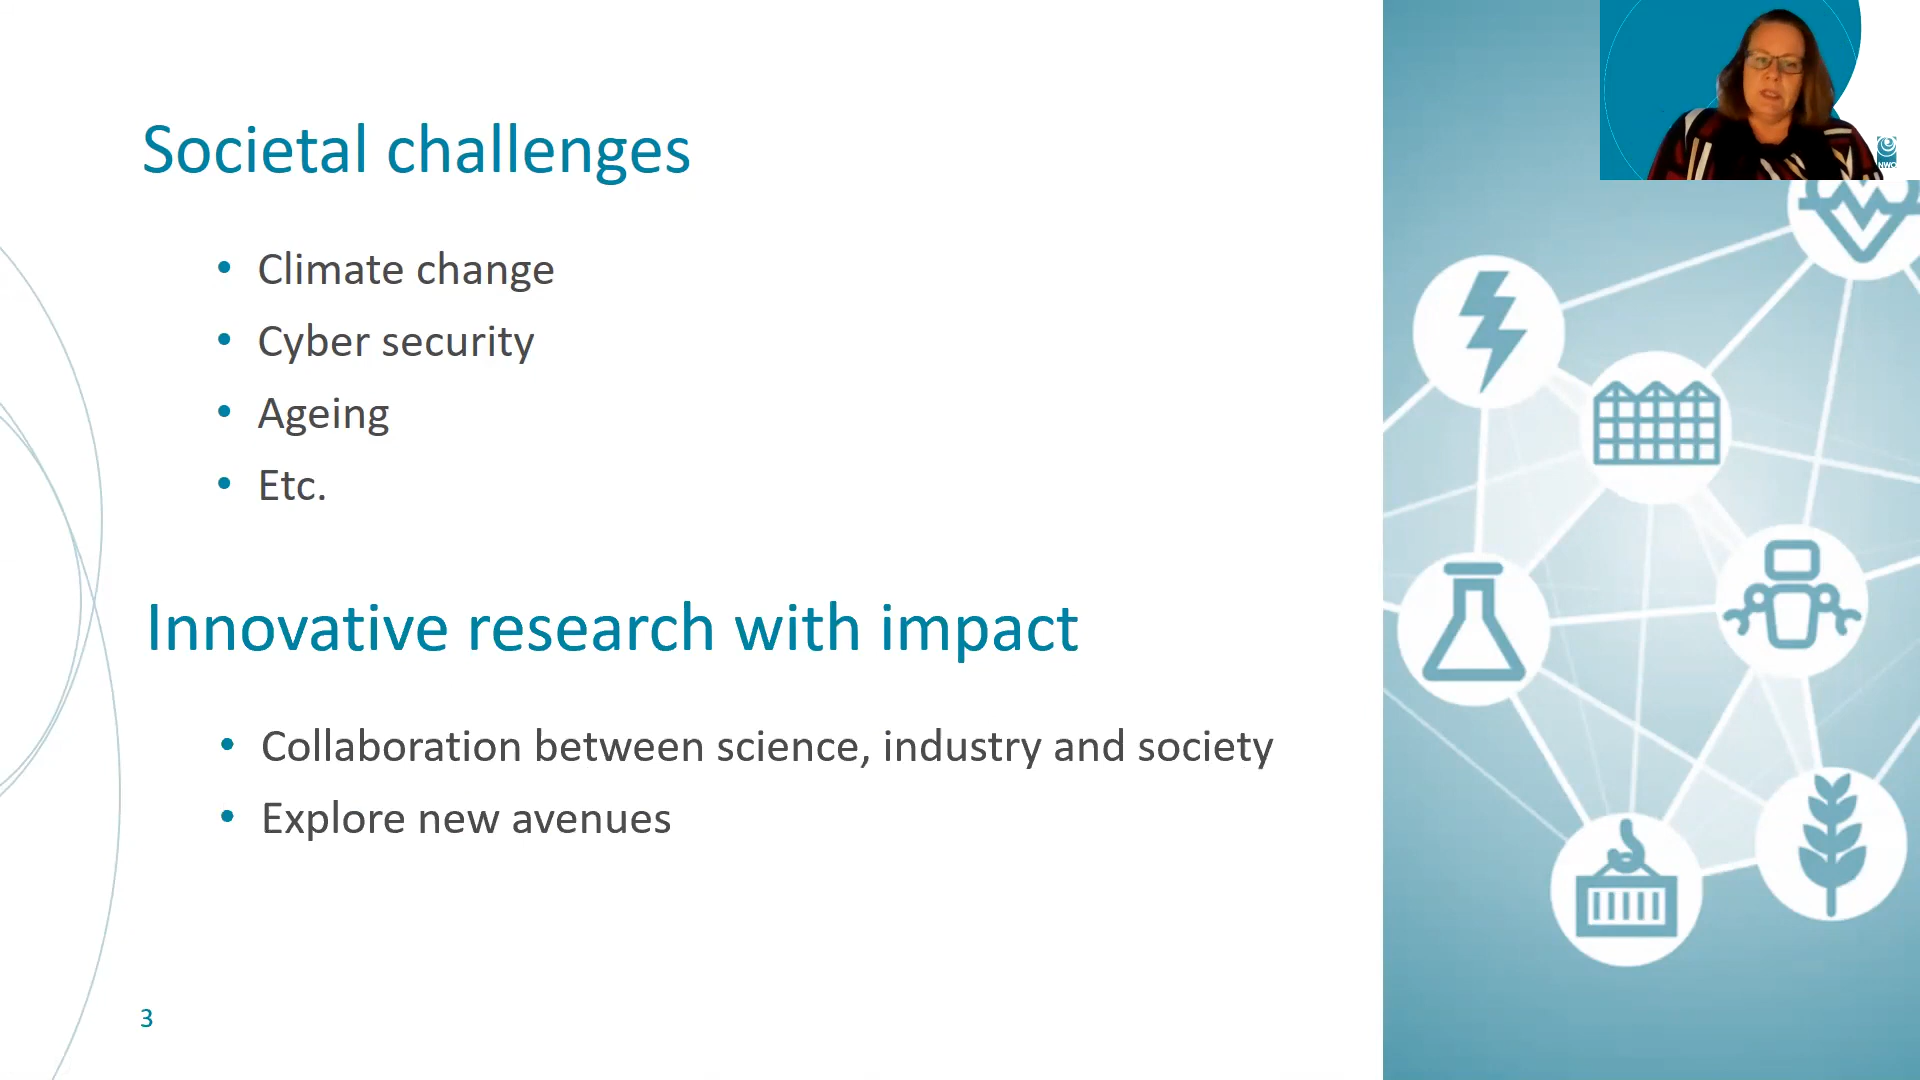 Societal challenges
• Climate change
• Cyber security
• Ageing
• Etc.
Innovative research with impact
• Collaboration between science, industry and society
• Explore new avenues
3
NWO